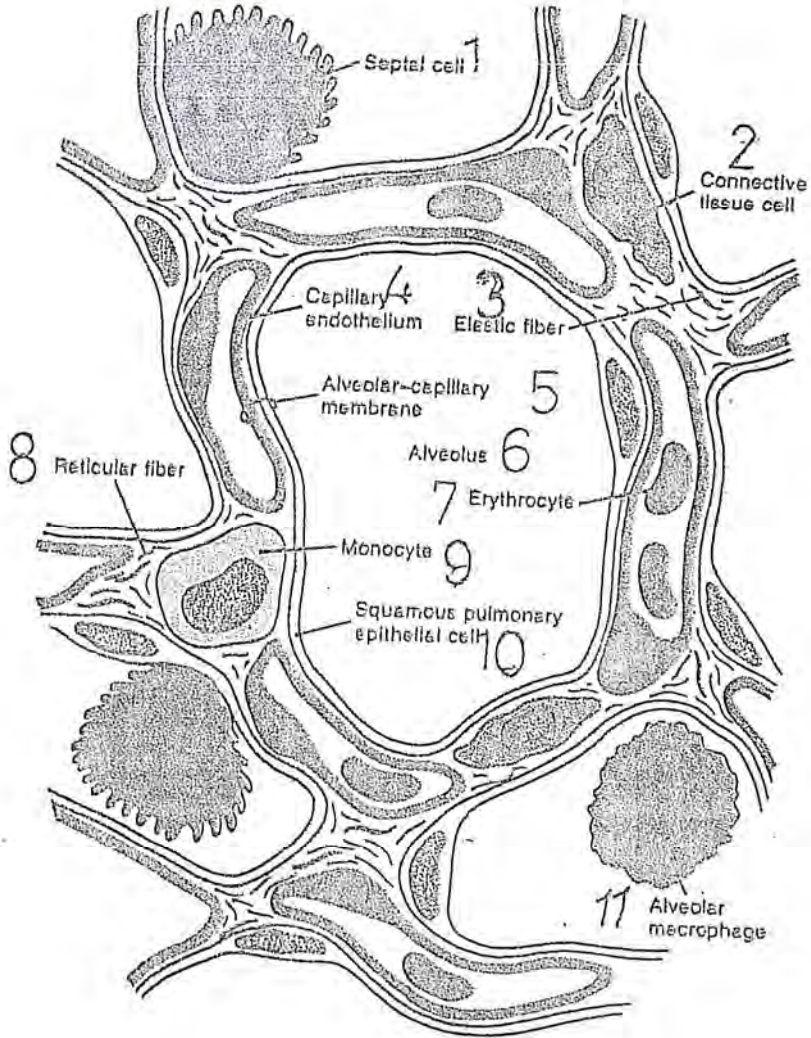 Septal cell 1
2
Connective
tissue cell
Capillary 4
endothelium
3
Elastic fiber
Alveolar-capillary
membrane
5
Alveolus 6
8 Reticular fiber
7 Erythrocyte
Monocyte 9
Squamous pulmonary
epithelial cell 10
11 Alveolar
macrophage